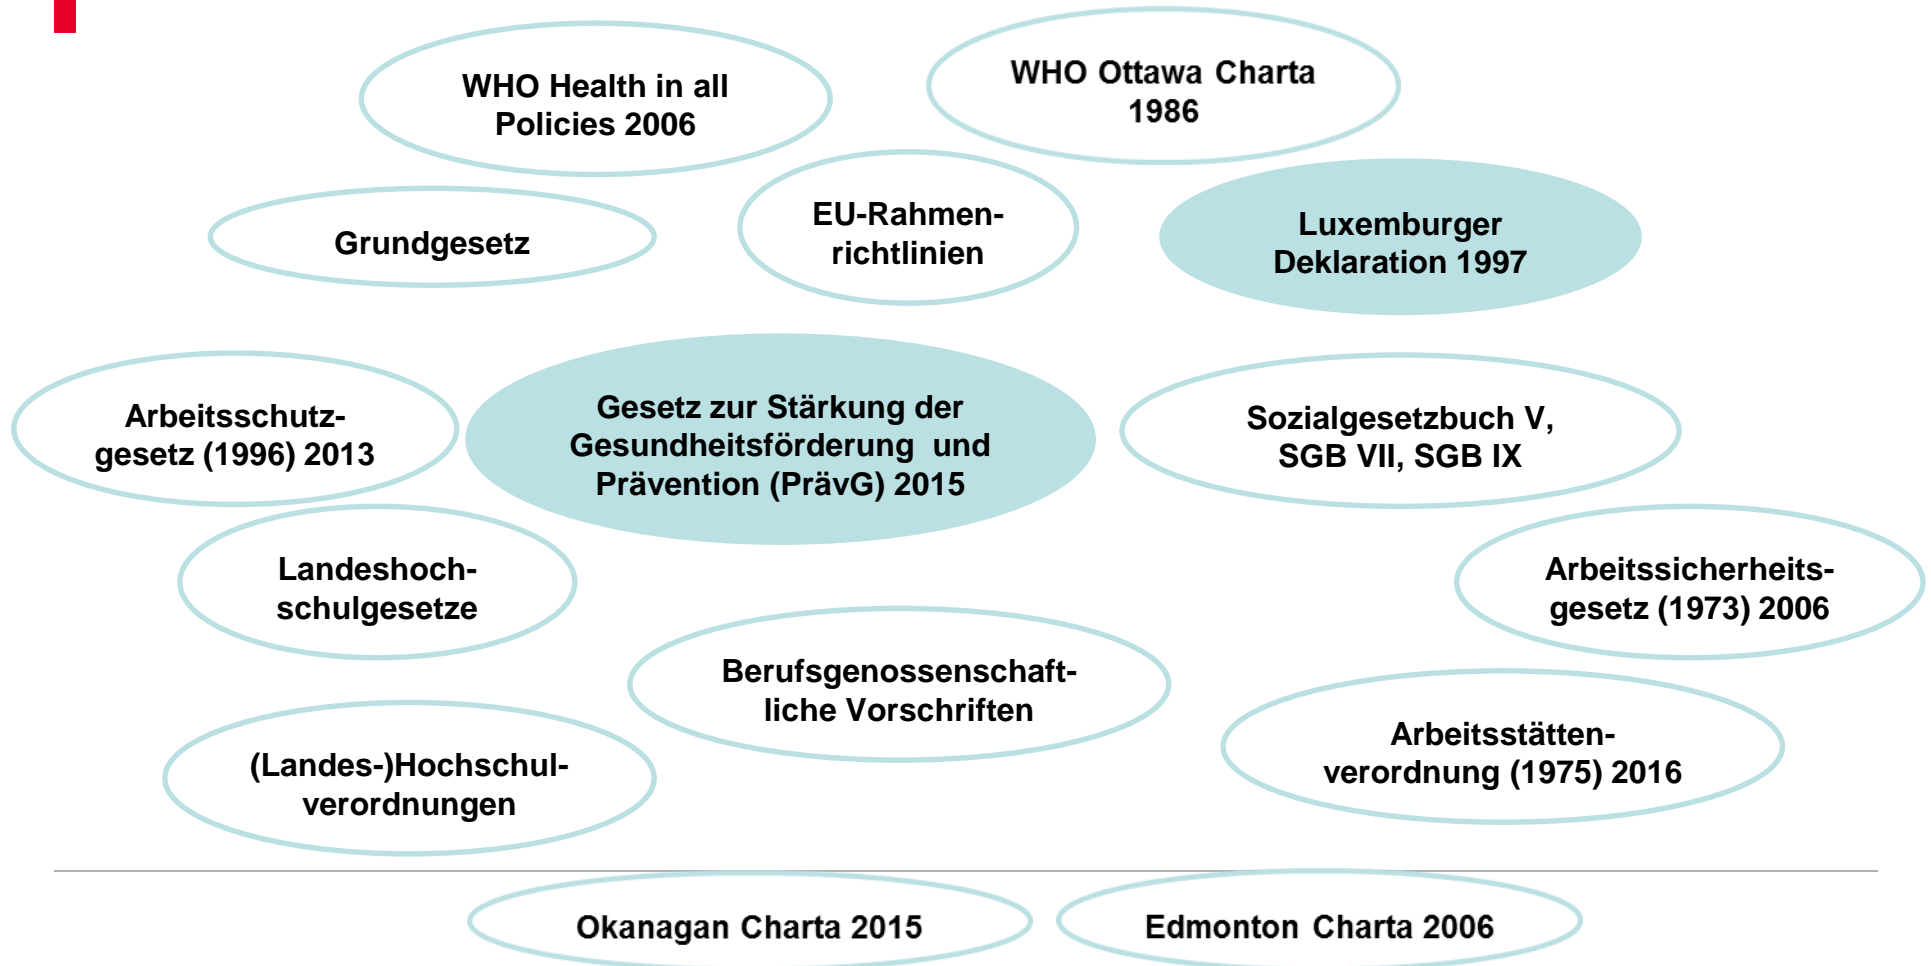 WHO Health in all
Policies 2006
WHO Ottawa Charta
1986
Grundgesetz
EU-Rahmen-
richtlinien
Luxemburger
Deklaration 1997
Arbeitsschutz-
gesetz (1996) 2013
Gesetz zur Stärkung der
Gesundheitsförderung und
Prävention (PrävG) 2015
Sozialgesetzbuch V,
SGB VII, SGB IX
Landeshoch-
schulgesetze
Arbeitssicherheits-
gesetz (1973) 2006
Berufsgenossenschaft-
liche Vorschriften
(Landes-)Hochschul-
verordnungen
Arbeitsstätten-
verordnung (1975) 2016
Okanagan Charta 2015
Edmonton Charta 2006